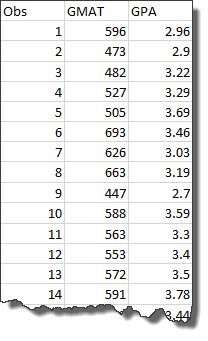 Obs GMAT GPA
1 596 2.96
2 473 2.9
3 482 3.22
4 527 3.29
5 505 3.69
6 693 3.46
7 626 3.03
8 663 3.19
9 447 2.7
10 588 3.59
11 563 3.3
12 553 3.4
13 572 3.5
14 591 3.78
3.44